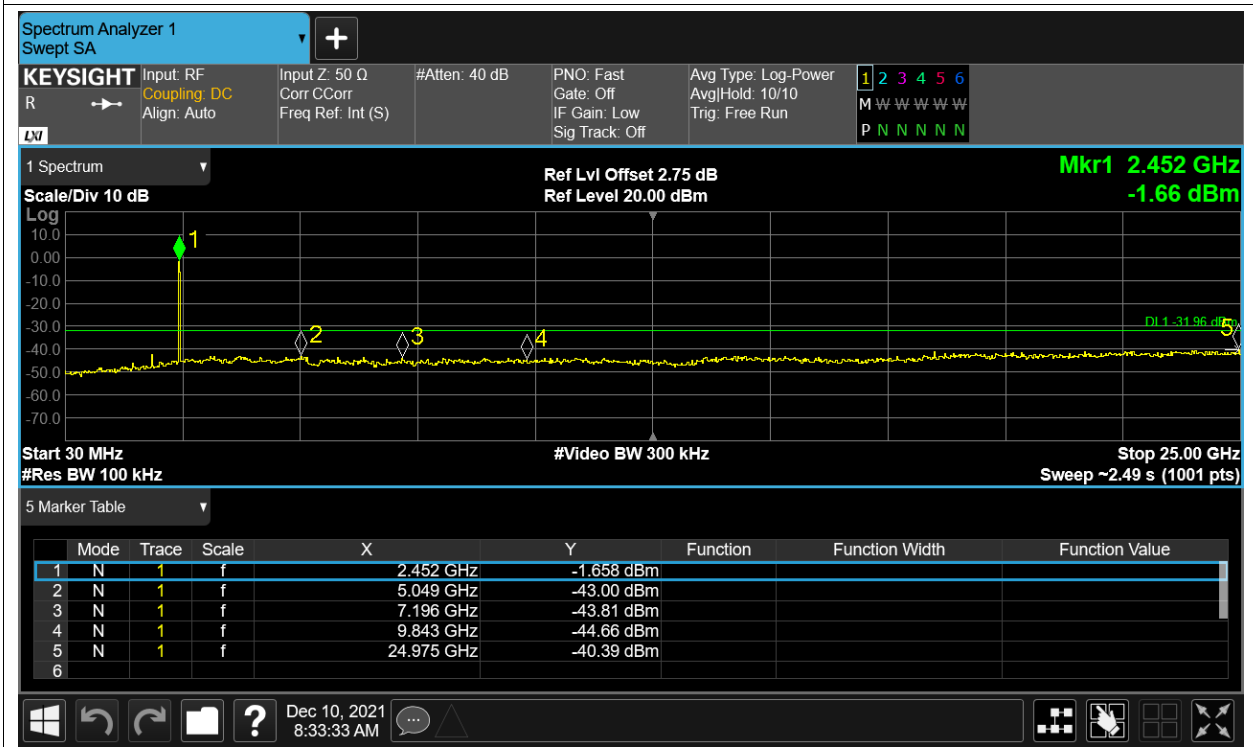 Spectrum Analyzer 1
Swept SA
KEYSIGHT Input: RF Input Z: 50 Ω #Atten: 40 dB PNO: Fast Avg Type: Log-Power 1 2 3 4 5 6
R Coupling: DC Corr CCorr Gate: Off Avg|Hold: 10/10 M W W W W W
Align: Auto Freq Ref: Int (S) IF Gain: Low Trig: Free Run
LXI Sig Track: Off P N N N N N
1 Spectrum Ref Lvl Offset 2.75 dB Mkr1 2.452 GHz
Scale/Div 10 dB Ref Level 20.00 dBm -1.66 dBm
Log
10.0
1
0.00
-10.0
-20.0
DL1 -31.96 dBm
-30.0
2 3 4 5
-40.0
-50.0
-60.0
-70.0
Start 30 MHz #Video BW 300 kHz Stop 25.00 GHz
#Res BW 100 kHz Sweep ~2.49 s (1001 pts)
5 Marker Table
Mode Trace Scale X Y Function Function Width Function Value
1 N 1 f 2.452 GHz -1.658 dBm
2 N 1 f 5.049 GHz -43.00 dBm
3 N 1 f 7.196 GHz -43.81 dBm
4 N 1 f 9.843 GHz -44.66 dBm
5 N 1 f 24.975 GHz -40.39 dBm
6
? Dec 10, 2021
8:33:33 AM